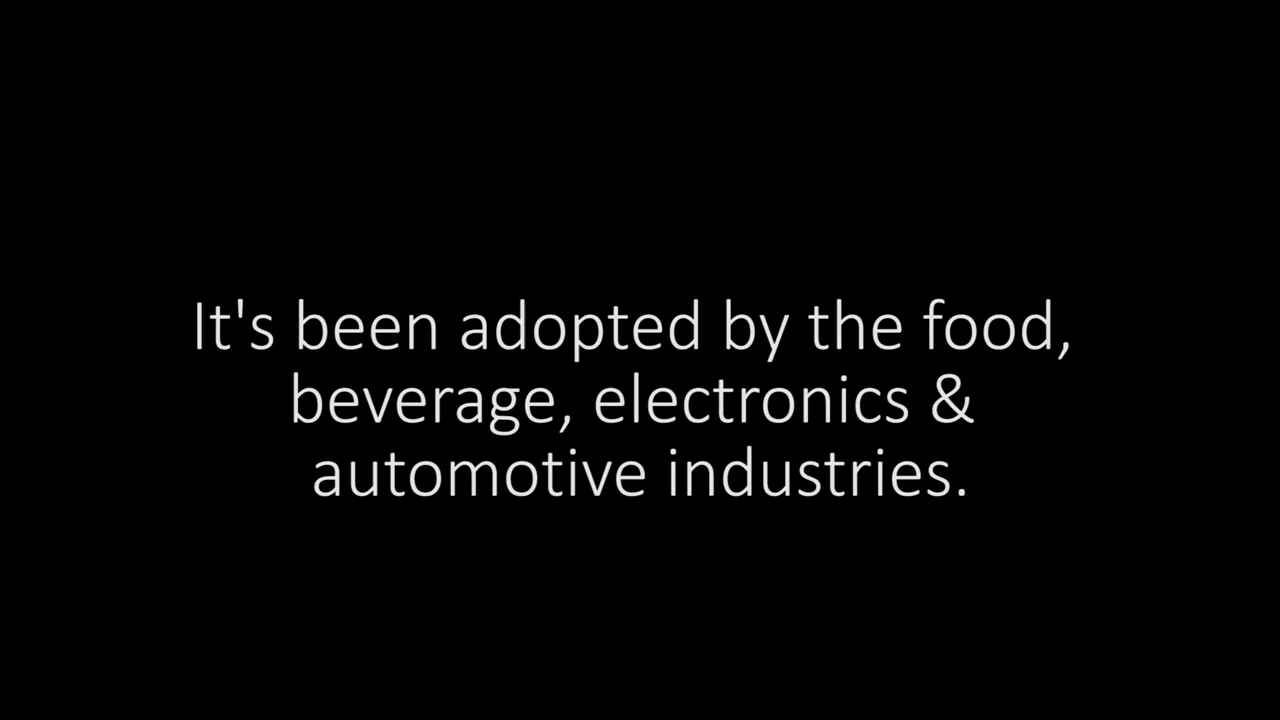 It's been adopted by the food,
beverage, electronics &
automotive industries.